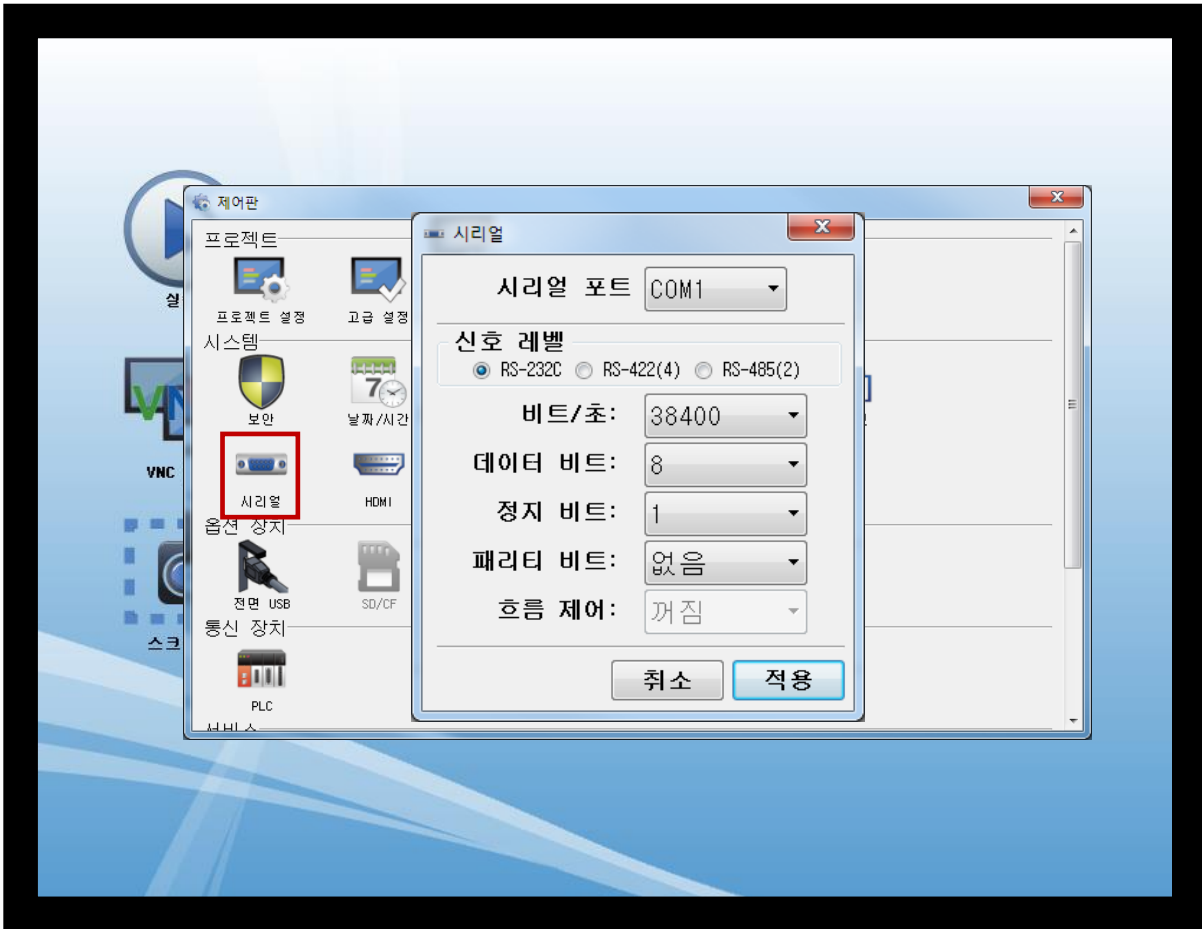 제어판
프로젝트
프로젝트 설정
고급 설정
시스템
보안
날짜/시간
시리얼
HDMI
옵션 장치
전면 USB
SD/CF
통신 장치
PLC
서비스
시리얼
시리얼 포트 COM1
신호 레벨
RS-232C RS-422(4) RS-485(2)
비트/초: 38400
데이터 비트: 8
정지 비트: 1
패리티 비트: 없음
흐름 제어: 꺼짐
취소 적용
VNC
스크